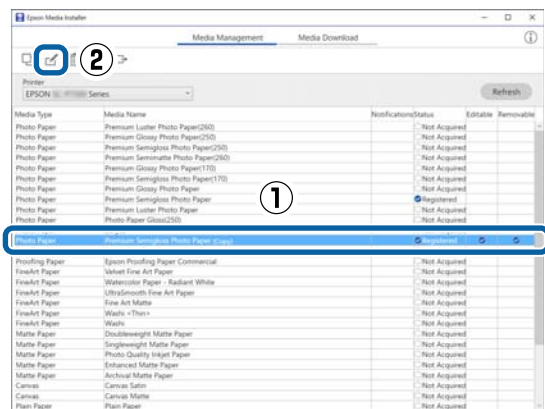 Epson Media Installer
Media Management Media Download
②
Printer
EPSON Series Refresh
Media Type Media Name Notifications Status Editable Removable
Photo Paper Premium Luster Photo Paper(260) Not Acquired
Photo Paper Premium Glossy Photo Paper(250) Not Acquired
Photo Paper Premium Semigloss Photo Paper(250) Not Acquired
Photo Paper Premium Semimatte Photo Paper(260) Not Acquired
Photo Paper Premium Glossy Photo Paper(170) Not Acquired
Photo Paper Premium Semigloss Photo Paper(170) Not Acquired
Photo Paper Premium Glossy Photo Paper Not Acquired
Photo Paper Premium Semigloss Photo Paper Registered
Photo Paper Premium Luster Photo Paper Not Acquired
Photo Paper Photo Paper Gloss(250) Not Acquired
①
Photo Paper Premium Semigloss Photo Paper (Copy) Registered
Proofing Paper Epson Proofing Paper Commercial Not Acquired
FineArt Paper Velvet Fine Art Paper Not Acquired
FineArt Paper Watercolor Paper - Radiant White Not Acquired
FineArt Paper UltraSmooth Fine Art Paper Not Acquired
FineArt Paper Fine Art Matte Not Acquired
FineArt Paper Washi <Thin> Not Acquired
FineArt Paper Washi Not Acquired
Matte Paper Doubleweight Matte Paper Not Acquired
Matte Paper Singleweight Matte Paper Not Acquired
Matte Paper Photo Quality Inkjet Paper Not Acquired
Matte Paper Enhanced Matte Paper Not Acquired
Matte Paper Archival Matte Paper Not Acquired
Canvas Canvas Satin Not Acquired
Canvas Canvas Matte Not Acquired
Plain Paper Plain Paper Not Acquired